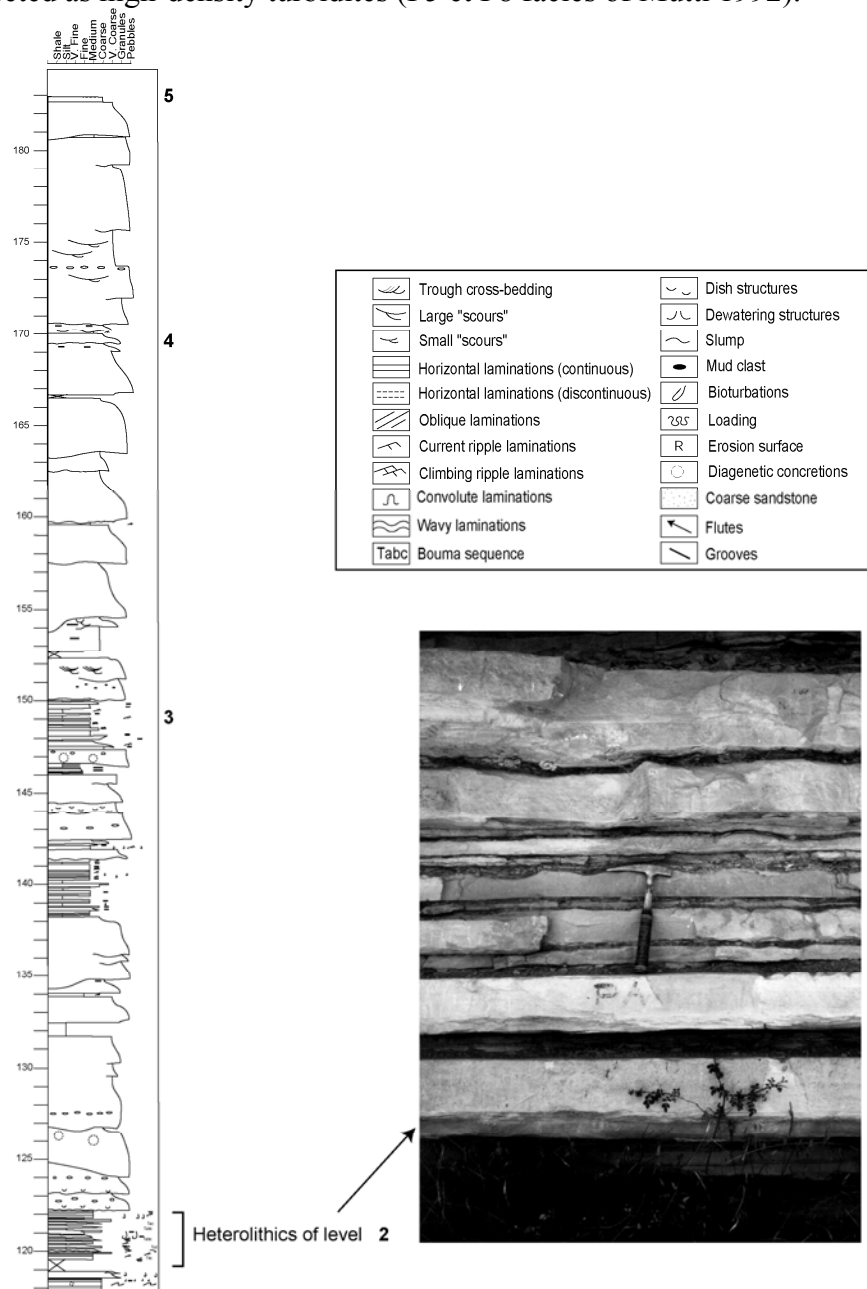 eted as high-density turbidites (F5 et F8 facies of Mutti 1992).
Shale
Silt
V. Fine
Fine
Medium
Coarse
V. Coarse
Granules
Pebbles
5
180
175
170
4
165
160
155
150
3
145
140
135
130
125
120
Trough cross-bedding
Large "scours"
Small "scours"
Horizontal laminations (continuous)
Horizontal laminations (discontinuous)
Oblique laminations
Current ripple laminations
Climbing ripple laminations
Convolute laminations
Wavy laminations
Tabc Bouma sequence
Dish structures
Dewatering structures
Slump
Mud clast
Bioturbations
Loading
R Erosion surface
Diagenetic concretions
Coarse sandstone
Flutes
Grooves
PA
Heterolithics of level 2